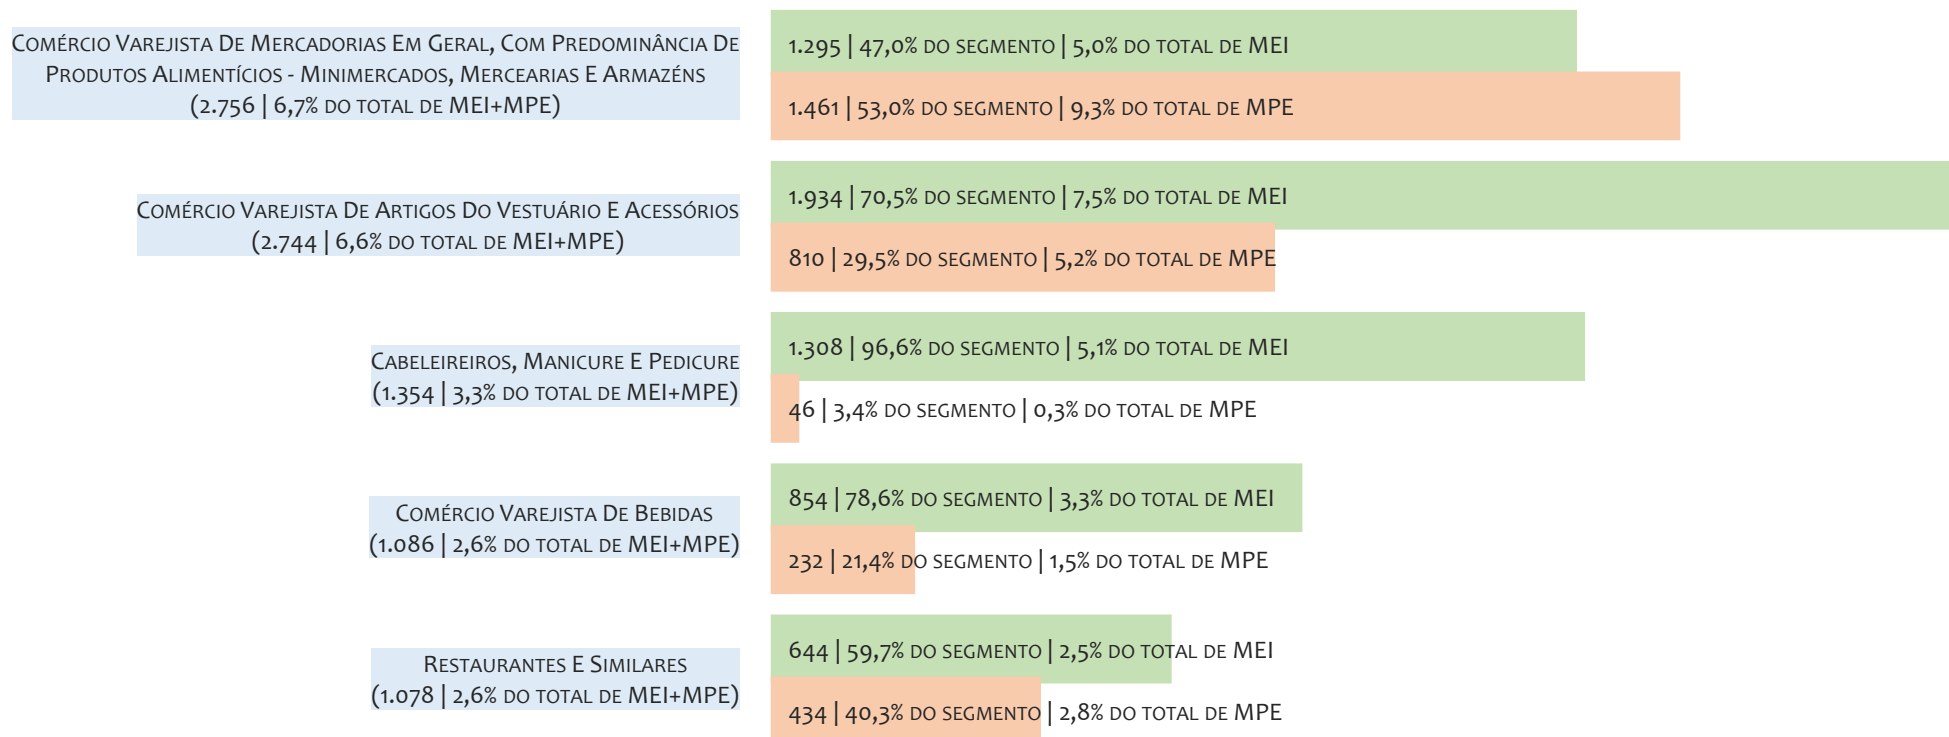 Comércio Varejista De Mercadorias Em Geral, Com Predominância De
Produtos Alimentícios - Minimercados, Mercearias E Armazéns
(2.756 | 6,7% do total de MEI+MPE)
1.295 | 47,0% do segmento | 5,0% do total de MEI
1.461 | 53,0% do segmento | 9,3% do total de MPE
Comércio Varejista De Artigos Do Vestuário E Acessórios
(2.744 | 6,6% do total de MEI+MPE)
1.934 | 70,5% do segmento | 7,5% do total de MEI
810 | 29,5% do segmento | 5,2% do total de MPE
Cabeleireiros, Manicure E Pedicure
(1.354 | 3,3% do total de MEI+MPE)
1.308 | 96,6% do segmento | 5,1% do total de MEI
46 | 3,4% do segmento | 0,3% do total de MPE
Comércio Varejista De Bebidas
(1.086 | 2,6% do total de MEI+MPE)
854 | 78,6% do segmento | 3,3% do total de MEI
232 | 21,4% do segmento | 1,5% do total de MPE
Restaurantes E Similares
(1.078 | 2,6% do total de MEI+MPE)
644 | 59,7% do segmento | 2,5% do total de MEI
434 | 40,3% do segmento | 2,8% do total de MPE